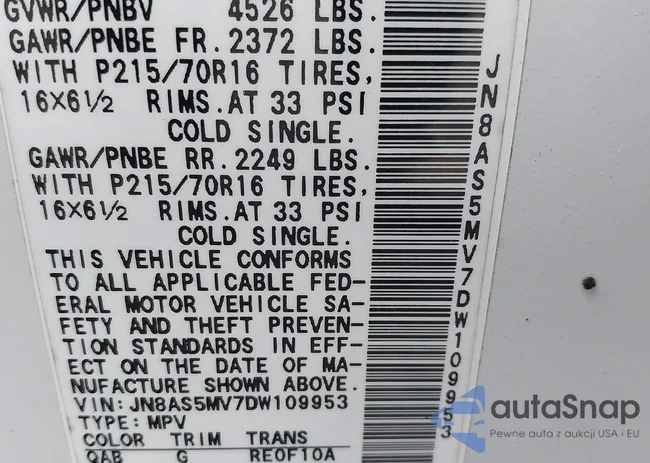 GVWR/PNBV 4526 LBS.
GAWR/PNBE FR. 2372 LBS.
WITH P215/70R16 TIRES,
16X6½ RIMS. AT 33 PSI
COLD SINGLE.
GAWR/PNBE RR. 2249 LBS.
WITH P215/70R16 TIRES,
16X6½ RIMS. AT 33 PSI
COLD SINGLE.
THIS VEHICLE CONFORMS
TO ALL APPLICABLE FED-
ERAL MOTOR VEHICLE SA-
FETY AND THEFT PREVEN-
TION STANDARDS IN EFF-
ECT ON THE DATE OF MA-
NUFACTURE SHOWN ABOVE.
VIN: JN8AS5MV7DW109953
TYPE: MPV
COLOR TRIM TRANS
QAB G RE0F10A
JN8AS5MV7DW109953
autaSnap
Pewne auta z aukcji USA i EU